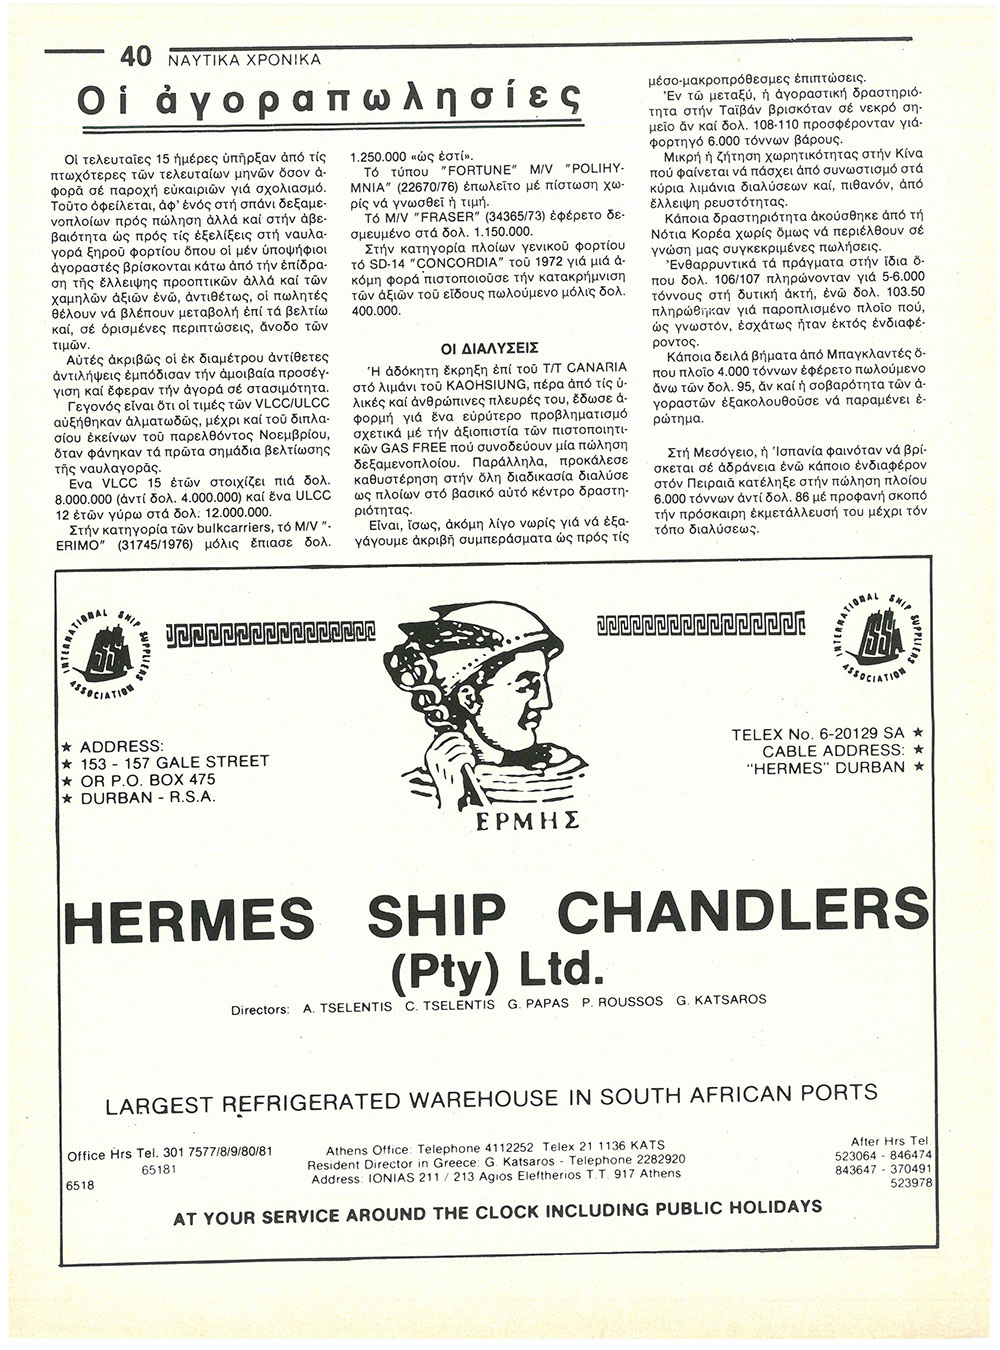 40 ΝΑΥΤΙΚΑ ΧΡΟΝΙΚΑ
Οἱ ἀγοραπωλησίες
Οἱ τελευταῖες 15 ἡμέρες ὑπῆρξαν ἀπό τίς
πτωχότερες τῶν τελευταίων μηνῶν ὅσον ἀ-
φορᾶ σέ παροχή εὐκαιριῶν γιά σχολιασμό.
Τοῦτο ὀφείλεται, ἀφ' ἑνός στή σπάνι δεξαμε-
νοπλοίων πρός πώληση ἀλλά καί στήν ἀβε-
βαιότητα ὡς πρός τίς ἐξελίξεις στή ναυλα-
γορά ξηροῦ φορτίου ὅπου οἱ μέν ὑποψήφιοι
ἀγοραστές βρίσκονται κάτω ἀπό τήν ἐπίδρα-
ση τῆς ἔλλειψης προοπτικῶν ἀλλά καί τῶν
χαμηλῶν ἀξιῶν ἐνῶ, ἀντιθέτως, οἱ πωλητές
θέλουν νά βλέπουν μεταβολή ἐπί τά βελτίω
καί, σέ ὁρισμένες περιπτώσεις, ἄνοδο τῶν
τιμῶν.
Αὐτές ἀκριβῶς οἱ ἐκ διαμέτρου ἀντίθετες
ἀντιλήψεις ἐμπόδισαν τήν ἀμοιβαία προσέγ-
γιση καί ἔφεραν τήν ἀγορά σέ στασιμότητα.
Γεγονός εἶναι ὅτι οἱ τιμές τῶν VLCC/ULCC
αὐξήθηκαν ἁλματωδῶς, μέχρι καί τοῦ διπλα-
σίου ἐκείνων τοῦ παρελθόντος Νοεμβρίου,
ὅταν φάνηκαν τά πρῶτα σημάδια βελτίωσης
τῆς ναυλαγορᾶς.
Ενα VLCC 15 ἐτῶν στοιχίζει πιά δολ.
8.000.000 (ἀντί δολ. 4.000.000) καί ἕνα ULCC
12 ἐτῶν γύρω στά δολ. 12.000.000.
Στήν κατηγορία τῶν bulkcarriers, τό M/V "-
ERIMO" (31745/1976) μόλις ἔπιασε δολ.
1.250.000 «ὡς ἐστί».
Τό τύπου "FORTUNE" M/V "POLIHY-
MNIA" (22670/76) ἐπωλεῖτο μέ πίστωση χω-
ρίς νά γνωσθεῖ ἡ τιμή.
Τό M/V "FRASER" (34365/73) ἐφέρετο δε-
σμευμένο στά δολ. 1.150.000.
Στήν κατηγορία πλοίων γενικοῦ φορτίου
τό SD-14 "CONCORDIA" τοῦ 1972 γιά μιά ἀ-
κόμη φορά πιστοποιοῦσε τήν κατακρήμνιση
τῶν ἀξιῶν τοῦ εἴδους πωλούμενο μόλις δολ.
400.000.
ΟΙ ΔΙΑΛΥΣΕΙΣ
Ἡ ἀδόκητη ἔκρηξη ἐπί τοῦ T/T CANARIA
στό λιμάνι τοῦ KAOHSIUNG, πέρα ἀπό τίς ὑ-
λικές καί ἀνθρώπινες πλευρές του, ἔδωσε ἀ-
φορμή γιά ἕνα εὐρύτερο προβληματισμό
σχετικά μέ τήν ἀξιοπιστία τῶν πιστοποιητι-
κῶν GAS FREE πού συνοδεύουν μία πώληση
δεξαμενοπλοίου. Παράλληλα, προκάλεσε
καθυστέρηση στήν ὅλη διαδικασία διαλύσε
ως πλοίων στό βασικό αὐτό κέντρο δραστη-
ριότητας.
Εἶναι, ἴσως, ἀκόμη λίγο νωρίς γιά νά ἐξα-
γάγουμε ἀκριβῆ συμπεράσματα ὡς πρός τίς
μέσο-μακροπρόθεσμες ἐπιπτώσεις.
Ἐν τῶ μεταξύ, ἡ ἀγοραστική δραστηριό-
τητα στήν Ταϊβάν βρισκόταν σέ νεκρό ση-
μεῖο ἄν καί δολ. 108-110 προσφέρονταν γιά-
φορτηγό 6.000 τόννων βάρους.
Μικρή ἡ ζήτηση χωρητικότητας στήν Κίνα
πού φαίνεται νά πάσχει ἀπό συνωστισμό στά
κύρια λιμάνια διαλύσεων καί, πιθανόν, ἀπό
ἔλλειψη ρευστότητας.
Κάποια δραστηριότητα ἀκούσθηκε ἀπό τή
Νότια Κορέα χωρίς ὅμως νά περιέλθουν σέ
γνώση μας συγκεκριμένες πωλήσεις.
Ἐνθαρρυντικά τά πράγματα στήν ἴδια ὅ-
που δολ. 106/107 πληρώνονταν γιά 5-6.000
τόννους στή δυτική ἀκτή, ἐνῶ δολ. 103.50
πληρώθηκαν γιά παροπλισμένο πλοῖο πού,
ὡς γνωστόν, ἐσχάτως ἦταν ἐκτός ἐνδιαφέ-
ροντος.
Κάποια δειλά βήματα ἀπό Μπαγκλαντές ὅ-
που πλοῖο 4.000 τόννων ἐφέρετο πωλούμενο
ἄνω τῶν δολ. 95, ἄν καί ἡ σοβαρότητα τῶν ἀ-
γοραστῶν ἐξακολουθοῦσε νά παραμένει ἐ-
ρώτημα.
Στή Μεσόγειο, ἡ Ἱσπανία φαινόταν νά βρί-
σκεται σέ ἀδράνεια ἐνῶ κάποιο ἐνδιαφέρον
στόν Πειραιᾶ κατέληξε στήν πώληση πλοίου
6.000 τόννων ἀντί δολ. 86 μέ προφανή σκοπό
τήν πρόσκαιρη ἐκμετάλλευσή του μέχρι τόν
τόπο διαλύσεως.
INTERNATIONAL SHIP SUPPLIERS ASSOCIATION
ISSA
INTERNATIONAL SHIP SUPPLIERS ASSOCIATION
ISSA
★ ADDRESS:
★ 153 - 157 GALE STREET
★ OR P.O. BOX 475
★ DURBAN - R.S.A.
TELEX No. 6-20129 SA ★
CABLE ADDRESS: ★
"HERMES" DURBAN ★
ΕΡΜΗΣ
HERMES SHIP CHANDLERS
(Pty) Ltd.
Directors: A. TSELENTIS C. TSELENTIS G. PAPAS P. ROUSSOS G. KATSAROS
LARGEST REFRIGERATED WAREHOUSE IN SOUTH AFRICAN PORTS
Office Hrs Tel. 301 7577/8/9/80/81
65181
6518
Athens Office: Telephone 4112252 Telex 21 1136 KATS
Resident Director in Greece: G. Katsaros - Telephone 2282920
Address: IONIAS 211 / 213 Agios Eleftherios T.T. 917 Athens
After Hrs Tel
523064 - 846474
843647 - 370491
523978
AT YOUR SERVICE AROUND THE CLOCK INCLUDING PUBLIC HOLIDAYS